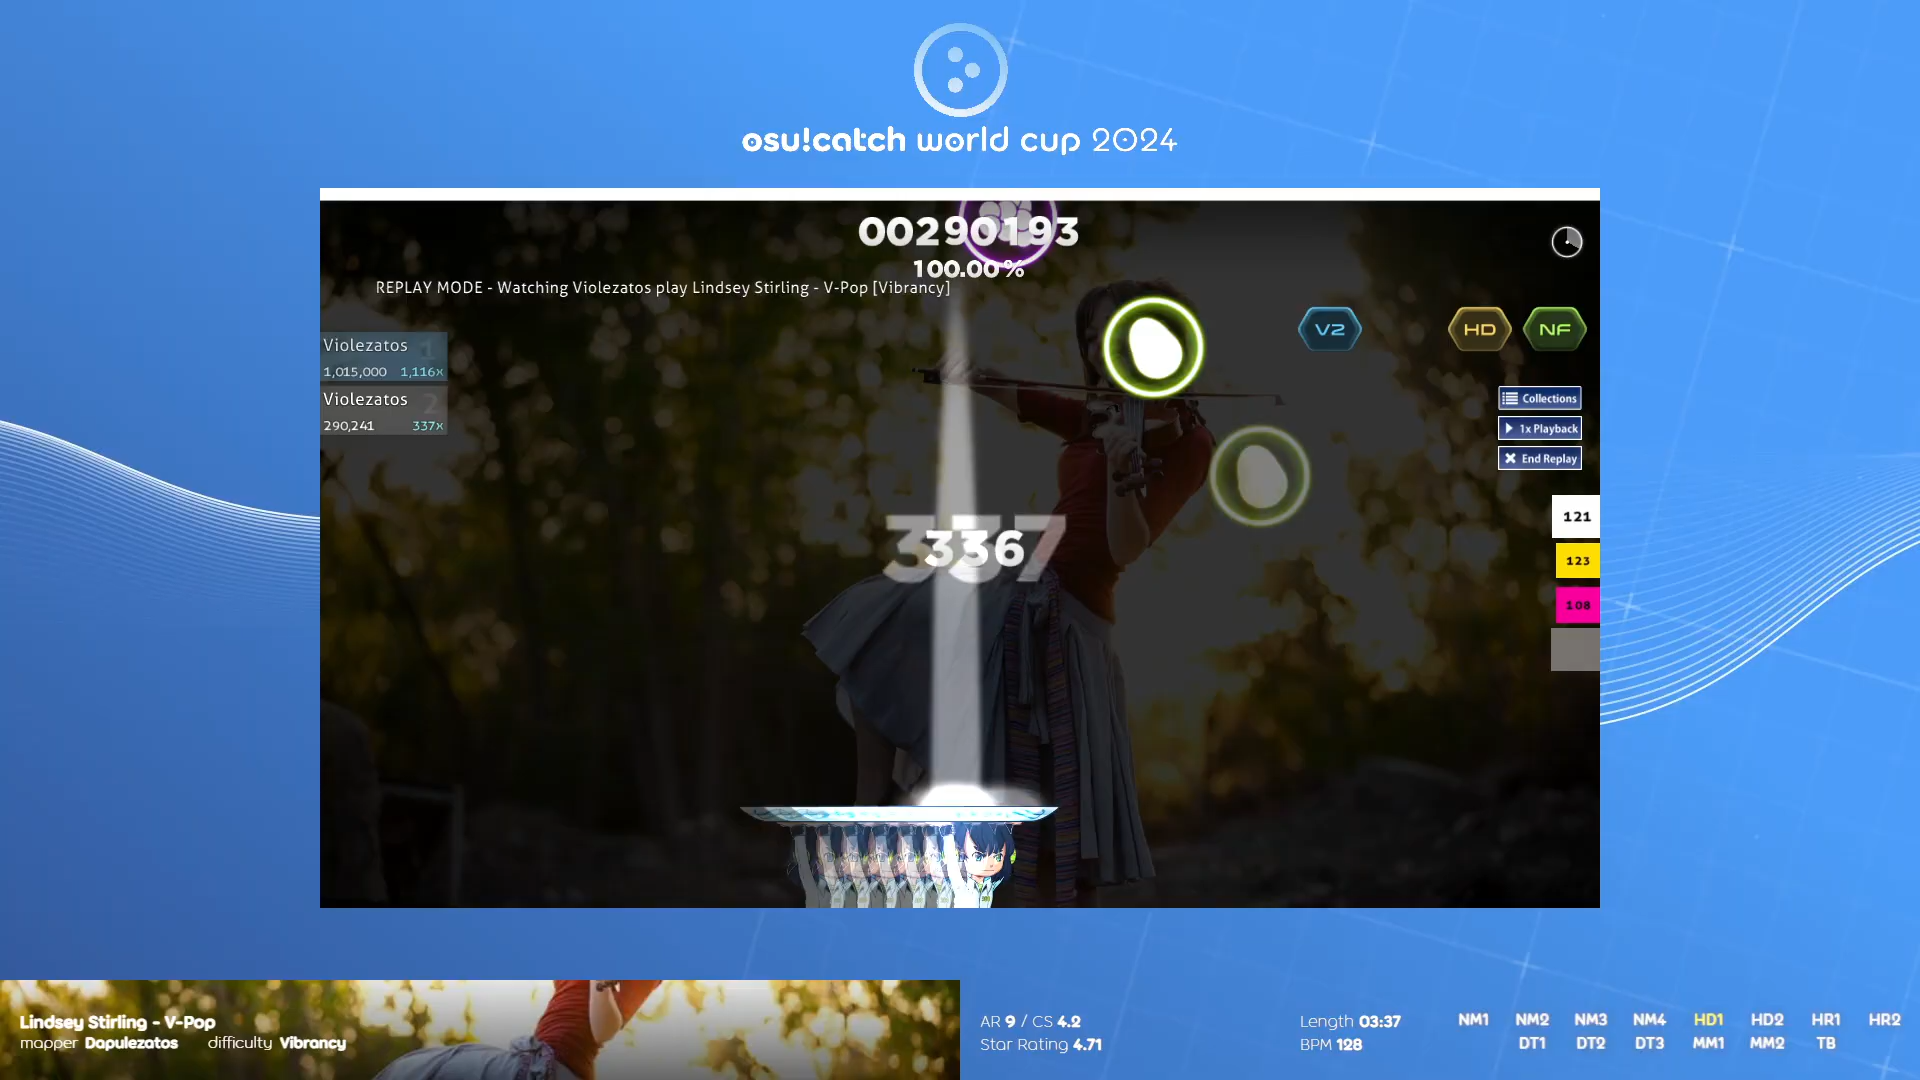 osu!catch world cup 2024
00290193
100.00%
REPLAY MODE - Watching Violezatos play Lindsey Stirling - V-Pop [Vibrancy]
V2 HD NF
Violezatos 1
1,015,000 1,116x
Violezatos 2
290,241 337x
Collections
1x Playback
End Replay
121
123
108
337
336
Lindsey Stirling - V-Pop
mapper Dapulezatos difficulty Vibrancy
AR 9 / CS 4.2
Star Rating 4.71
Length 03:37
BPM 128
NM1 NM2 NM3 NM4 HD1 HD2 HR1 HR2
DT1 DT2 DT3 MM1 MM2 TB